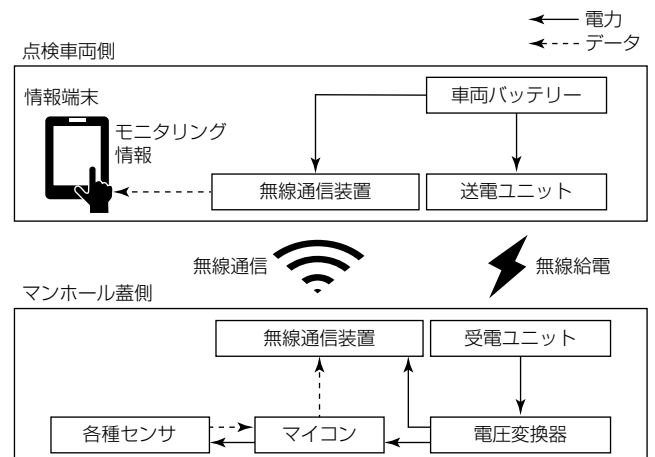 電力
データ
点検車両側
情報端末
車両バッテリー
モニタリング
情報
無線通信装置
送電ユニット
無線通信
無線給電
マンホール蓋側
無線通信装置
受電ユニット
各種センサ
マイコン
電圧変換器